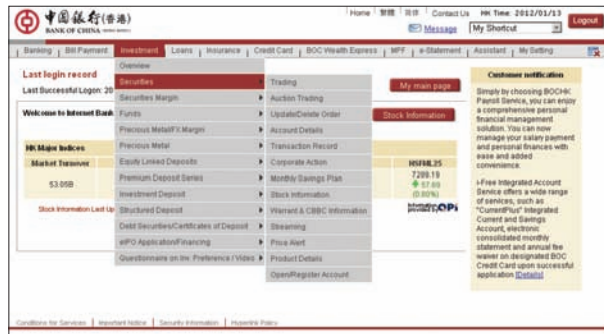 中國銀行(香港)
BANK OF CHINA (HONG KONG)
Home 繁體 简体 Contact Us HK Time: 2012/01/13
Message My Shortcut Logout
Banking Bill Payment Investment Loans Insurance Credit Card BOC Wealth Express MPF e-Statement Assistant My Setting
Last login record
Last Successful Logon: 20
My main page
Welcome to Internet Bank
Stock Information
HK Major Indices
Market Turnover
HSFML25
53.05B
7209.19
57.69
(0.80%)
Stock Information Last Up
Information provided by QPi
Overview
Securities
Securities Margin
Funds
Precious Metal/FX Margin
Precious Metal
Equity Linked Deposits
Premium Deposit Series
Investment Deposit
Structured Deposit
Debt Securities/Certificates of Deposit
eIPO Application/Financing
Questionnaire on Inv. Preference / Video
Trading
Auction Trading
Update/Delete Order
Account Details
Transaction Record
Corporate Action
Monthly Savings Plan
Stock Information
Warrant & CBBC Information
Streaming
Price Alert
Product Details
Open/Register Account
Customer notification
Simply by choosing BOCHK
Payroll Service, you can enjoy
a comprehensive personal
financial management
solution. You can now
manage your salary payment
and personal finances with
ease and added
convenience.
i-Free Integrated Account
Service offers a wide range
of services, such as
"CurrentPlus" Integrated
Current and Savings
Account, electronic
consolidated monthly
statement and annual fee
waiver on designated BOC
Credit Card upon successful
application [Details]
Conditions for Services Important Notice Security Information Hyperlink Policy